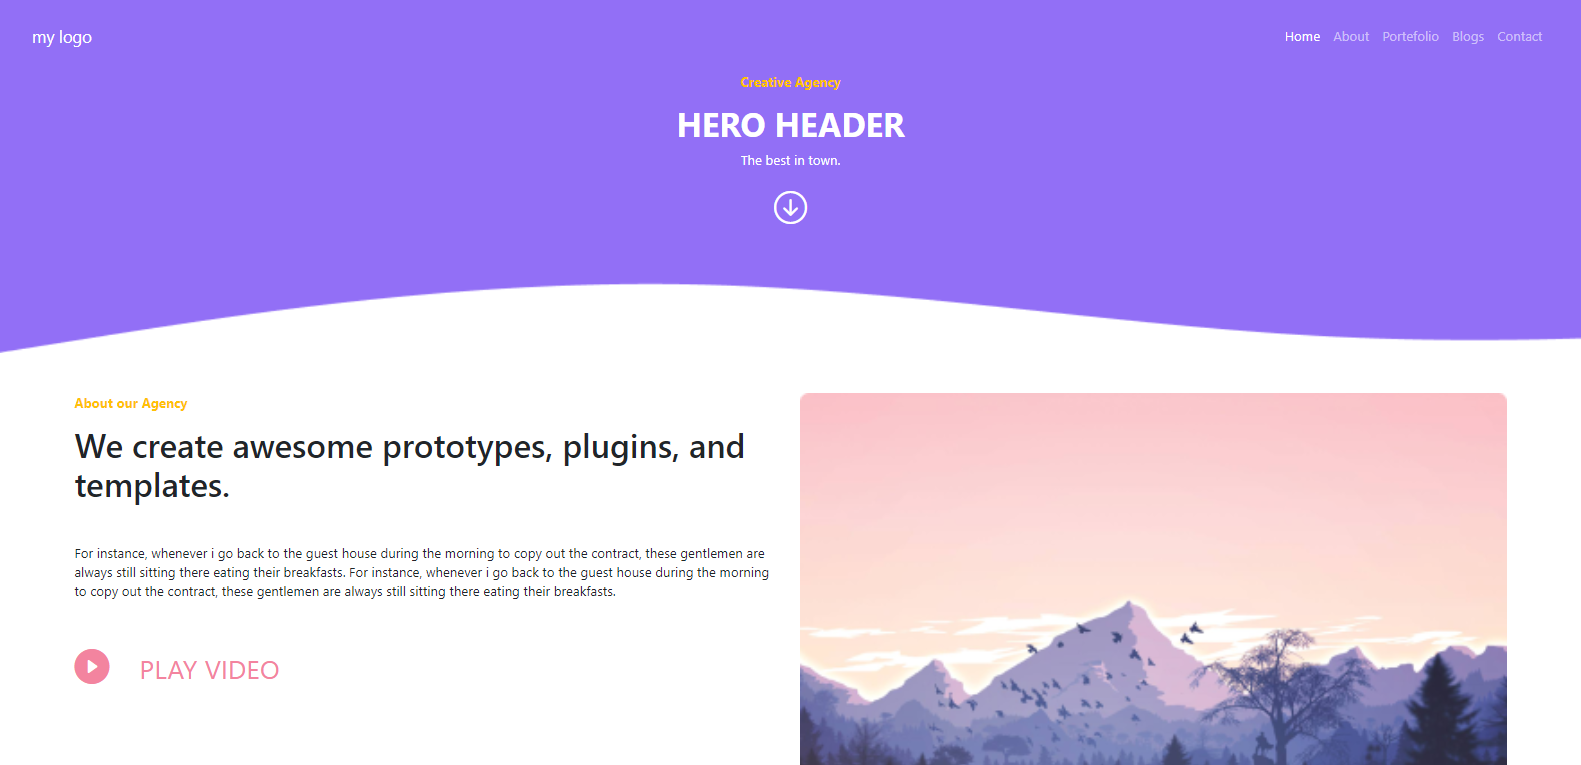 my logo
Home About Portefolio Blogs Contact
Creative Agency
HERO HEADER
The best in town.
About our Agency
We create awesome prototypes, plugins, and
templates.
For instance, whenever i go back to the guest house during the morning to copy out the contract, these gentlemen are
always still sitting there eating their breakfasts. For instance, whenever i go back to the guest house during the morning
to copy out the contract, these gentlemen are always still sitting there eating their breakfasts.
PLAY VIDEO